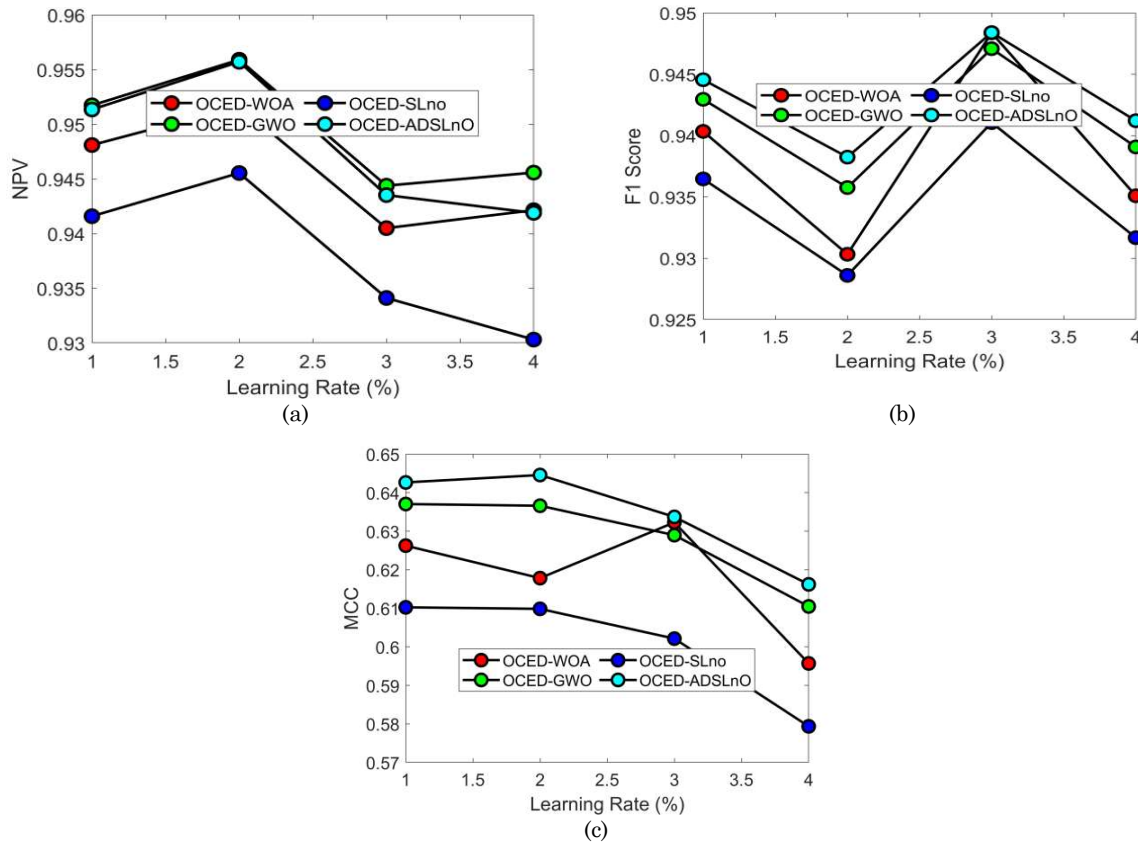 0.96
0.955
0.95
0.945
0.94
0.935
0.93
NPV
OCED-WOA OCED-SLno
OCED-GWO OCED-ADSLnO
1 1.5 2 2.5 3 3.5 4
Learning Rate (%)
(a)
0.95
0.945
0.94
0.935
0.93
0.925
F1 Score
OCED-WOA OCED-SLno
OCED-GWO OCED-ADSLnO
1 1.5 2 2.5 3 3.5 4
Learning Rate (%)
(b)
0.65
0.64
0.63
0.62
0.61
0.6
0.59
0.58
0.57
MCC
OCED-WOA OCED-SLno
OCED-GWO OCED-ADSLnO
1 1.5 2 2.5 3 3.5 4
Learning Rate (%)
(c)